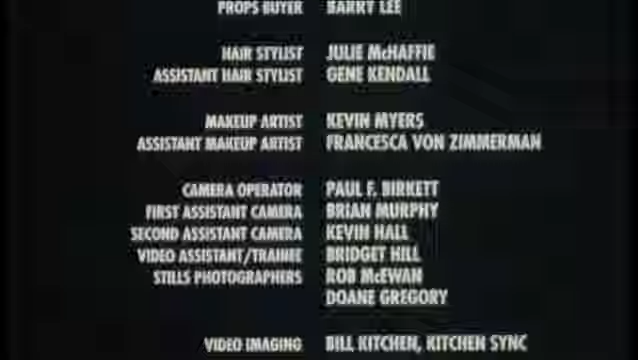 PROPS BUYER BARRY LEE
HAIR STYLIST JULIE McHAFFIE
ASSISTANT HAIR STYLIST GENE KENDALL
MAKEUP ARTIST KEVIN MYERS
ASSISTANT MAKEUP ARTIST FRANCESCA VON ZIMMERMAN
CAMERA OPERATOR PAUL F. BIRKETT
FIRST ASSISTANT CAMERA BRIAN MURPHY
SECOND ASSISTANT CAMERA KEVIN HALL
VIDEO ASSISTANT/TRAINEE BRIDGET HILL
STILLS PHOTOGRAPHERS ROB McEWAN
DOANE GREGORY
VIDEO IMAGING BILL KITCHEN, KITCHEN SYNC